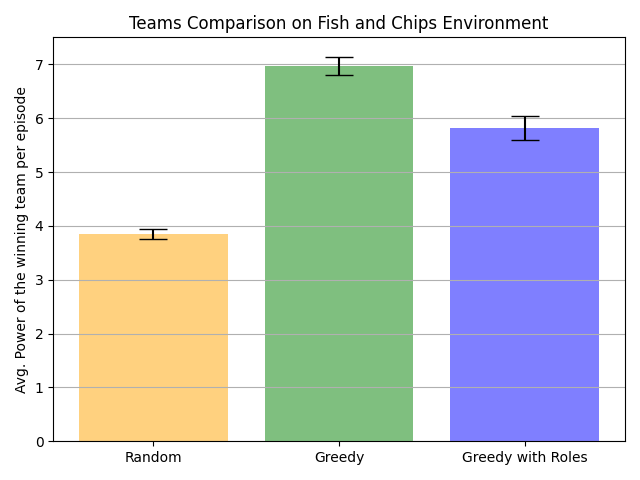 Teams Comparison on Fish and Chips Environment
Avg. Power of the winning team per episode
7
6
5
4
3
2
1
0
Random
Greedy
Greedy with Roles